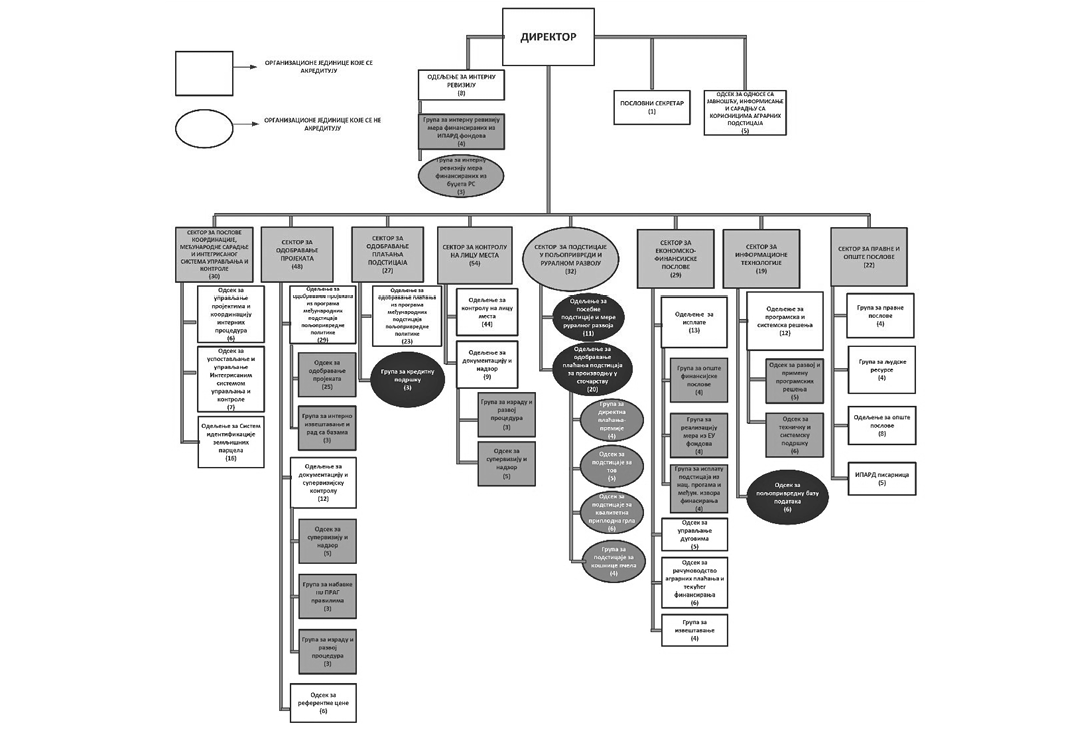 ДИРЕКТОР
ОРГАНИЗАЦИОНЕ ЈЕДИНИЦЕ КОЈЕ СЕ
АКРЕДИТУЈУ
ОРГАНИЗАЦИОНЕ ЈЕДИНИЦЕ КОЈЕ СЕ НЕ
АКРЕДИТУЈУ
ОДЕЉЕЊЕ ЗА ИНТЕРНУ
РЕВИЗИЈУ
(8)
Група за интерну ревизију
мера финансираних из
ИПАРД фондова
(4)
Група за интерну
ревизију мера
финансираних из
буџета РС
(3)
ПОСЛОВНИ СЕКРЕТАР
(1)
ОДСЕК ЗА ОДНОСЕ СА
ЈАВНОШЋУ, ИНФОРМИСАЊЕ
И САРАДЊУ СА
КОРИСНИЦИМА АГРАРНИХ
ПОДСТИЦАЈА
(5)
СЕКТОР ЗА ПОСЛОВЕ
КООРДИНАЦИЈЕ,
МЕЂУНАРОДНЕ САРАДЊЕ
И ИНТЕГРИСАНОГ
СИСТЕМА УПРАВЉАЊА И
КОНТРОЛЕ
(30)
Одсек за
управљање
пројектима и
координацију
интерних
процедура
(6)
Одсек за
успостављање и
управљање
Интегрисаним
системом
управљања и
контроле
(7)
Одељење за Систем
идентификације
земљишних
парцела
(16)
СЕКТОР ЗА
ОДОБРАВАЊЕ
ПРОЈЕКАТА
(48)
Одељење за
одобравање пројеката
из програма
међународних
подстицаја
пољопривредне
политике
(29)
Одсек за
одобравање
пројеката
(25)
Група за интерно
извештавање и
рад са базама
(3)
Одељење за
документацију и
супервизијску
контролу
(12)
Одсек за
супервизију и
надзор
(5)
Група за набавке
по ПРАГ
правилима
(3)
Група за израду и
развој
процедура
(3)
Одсек за
референтне цене
(6)
СЕКТОР ЗА
ОДОБРАВАЊЕ
ПЛАЋАЊА
ПОДСТИЦАЈА
(27)
Одељење за
одобравање плаћања из
програма
међународних
подстицаја
пољопривредне
политике
(23)
Група за кредитну
подршку
(3)
СЕКТОР ЗА КОНТРОЛУ
НА ЛИЦУ МЕСТА
(54)
Одељење за
контролу на лицу
места
(44)
Одељење за
документацију и
надзор
(9)
Група за израду и
развој
процедура
(3)
Одсек за
супервизију и
надзор
(5)
СЕКТОР ЗА ПОДСТИЦАЈЕ
У ПОЉОПРИВРЕДИ И
РУРАЛНОМ РАЗВОЈУ
(32)
Одељење за
посебне
подстицаје и мере
руралног развоја
(11)
Одељење за
одобравање
плаћања подстицаја
за производњу у
сточарству
(20)
Група за
директна
плаћања-
премије
(4)
Одсек за
подстицаје за
тов
(5)
Одсек за
подстицаје за
квалитетна
приплодна грла
(6)
Група за
подстицаје за
кошнице пчела
(4)
СЕКТОР ЗА
ЕКОНОМСКО-
ФИНАНСИЈСКЕ
ПОСЛОВЕ
(29)
Одељење за
исплате
(13)
Група за опште
финансијске
послове
(4)
Група за
реализацију
мера из ЕУ
фондова
(4)
Група за исплату
подстицаја из
нац. прогама и
међун. извора
финасирања
(4)
Одсек за
управљање
дуговима
(5)
Одсек за
рачуноводство
аграрних плаћања и
текућег
финансирања
(6)
Група за
извештавање
(4)
СЕКТОР ЗА
ИНФОРМАЦИОНЕ
ТЕХНОЛОГИЈЕ
(19)
Одељење за
програмска и
системска решења
(12)
Одсек за развој и
примену
програмских
решења
(5)
Одсек за
техничку и
системску
подршку
(6)
Одсек за
пољопривредну базу
података
(6)
СЕКТОР ЗА ПРАВНЕ И
ОПШТЕ ПОСЛОВЕ
(22)
Група за правне
послове
(4)
Група за људске
ресурсе
(4)
Одељење за опште
послове
(8)
ИПАРД писарница
(5)